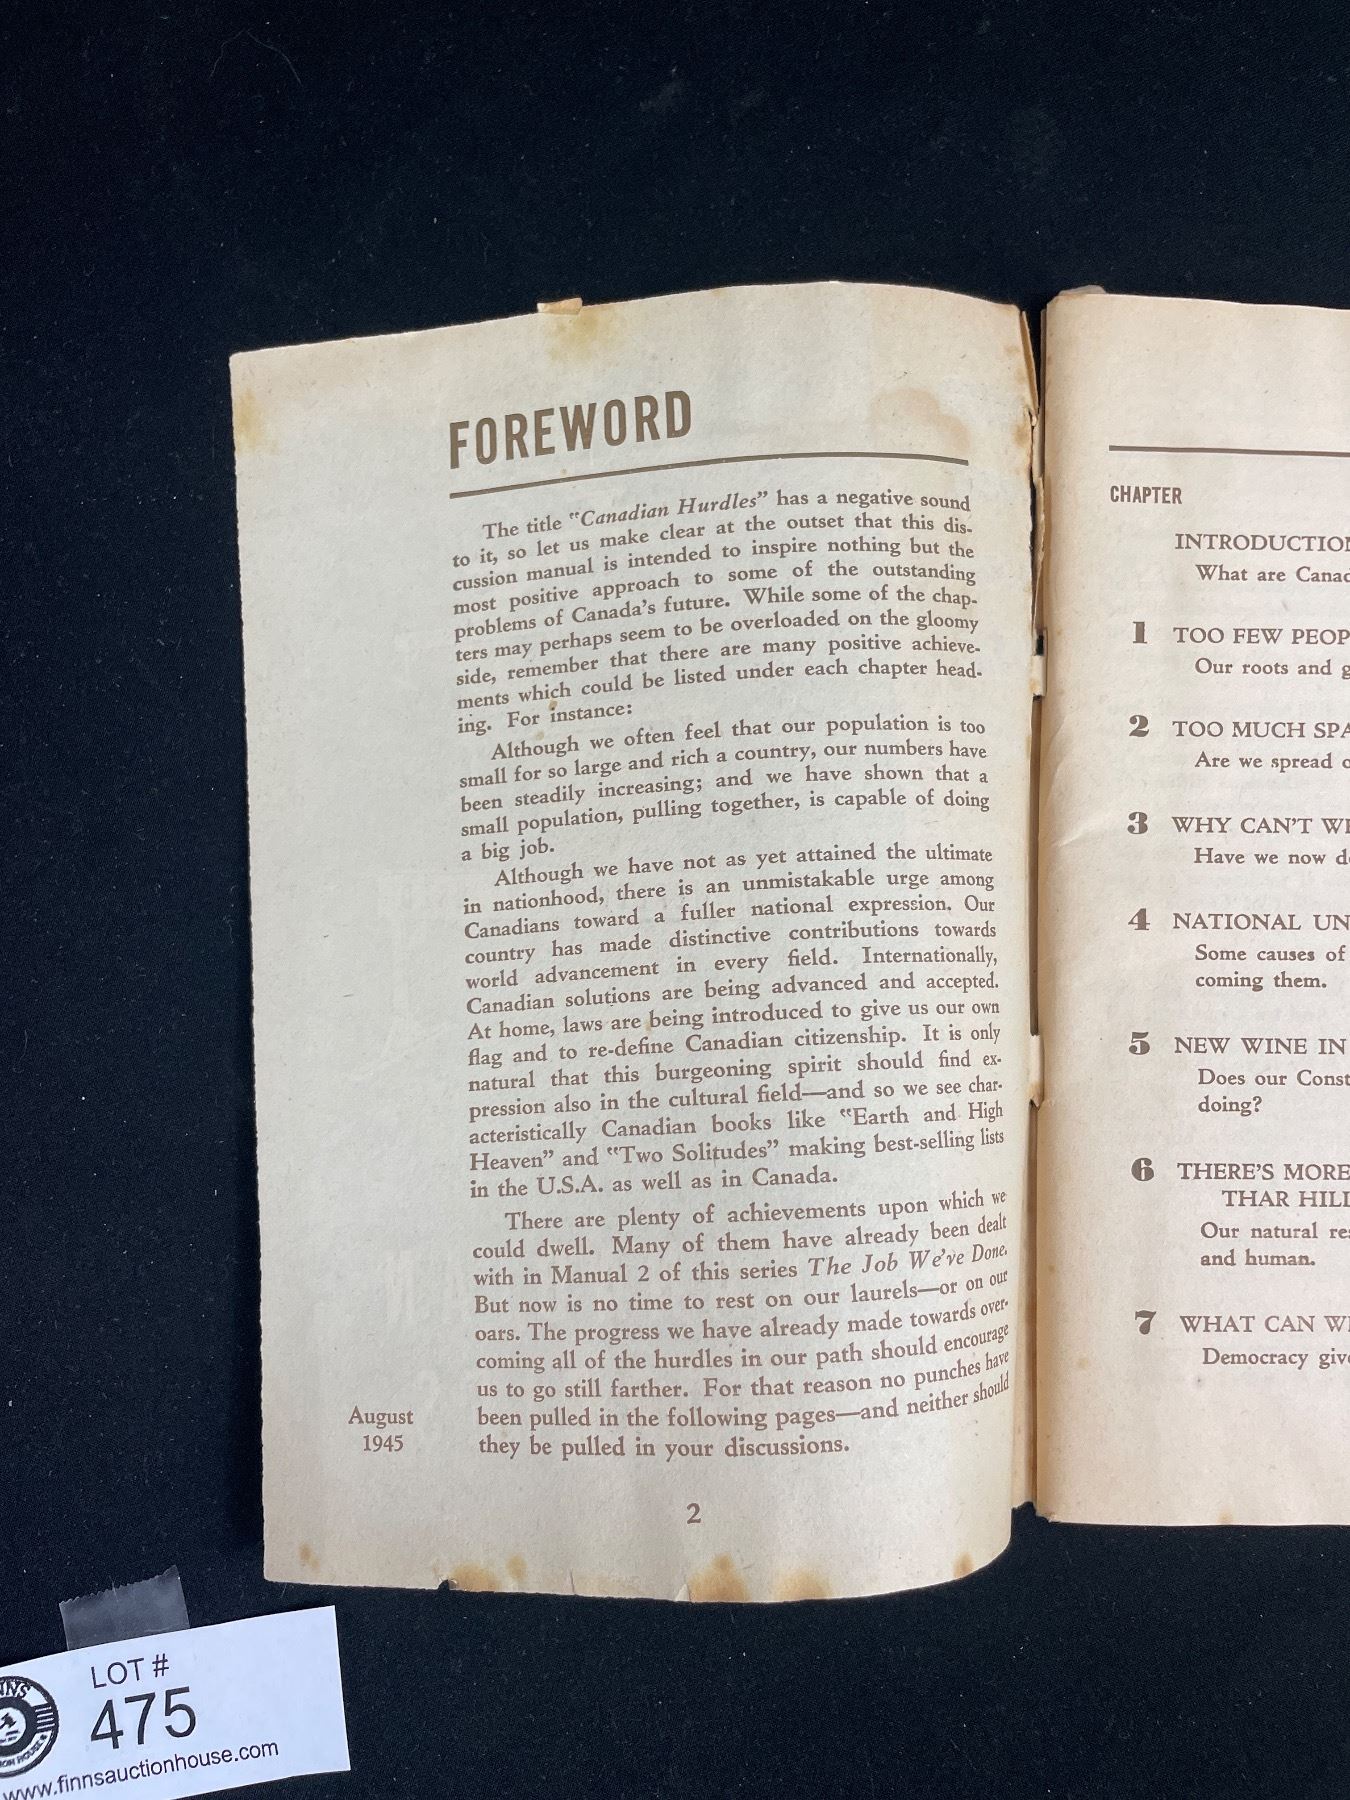 FOREWORD
The title "Canadian Hurdles" has a negative sound
to it, so let us make clear at the outset that this dis-
cussion manual is intended to inspire nothing but the
most positive approach to some of the outstanding
problems of Canada's future. While some of the chap-
ters may perhaps seem to be overloaded on the gloomy
side, remember that there are many positive achieve-
ments which could be listed under each chapter head-
ing. For instance:
Although we often feel that our population is too
small for so large and rich a country, our numbers have
been steadily increasing; and we have shown that a
small population, pulling together, is capable of doing
a big job.
Although we have not as yet attained the ultimate
in nationhood, there is an unmistakable urge among
Canadians toward a fuller national expression. Our
country has made distinctive contributions towards
world advancement in every field. Internationally,
Canadian solutions are being advanced and accepted.
At home, laws are being introduced to give us our own
flag and to re-define Canadian citizenship. It is only
natural that this burgeoning spirit should find ex-
pression also in the cultural field—and so we see char-
acteristically Canadian books like "Earth and High
Heaven" and "Two Solitudes" making best-selling lists
in the U.S.A. as well as in Canada.
There are plenty of achievements upon which we
could dwell. Many of them have already been dealt
with in Manual 2 of this series The Job We've Done.
But now is no time to rest on our laurels—or on our
oars. The progress we have already made towards over-
coming all of the hurdles in our path should encourage
us to go still farther. For that reason no punches have
been pulled in the following pages—and neither should
they be pulled in your discussions.
August
1945
2
CHAPTER
INTRODUCTION
What are Canad
1 TOO FEW PEOP
Our roots and g
2 TOO MUCH SPA
Are we spread o
3 WHY CAN'T WE
Have we now de
4 NATIONAL UN
Some causes of
coming them.
5 NEW WINE IN
Does our Const
doing?
6 THERE'S MORE
THAR HILL
Our natural res
and human.
7 WHAT CAN WE
Democracy give
LOT #
475
www.finnsauctionhouse.com